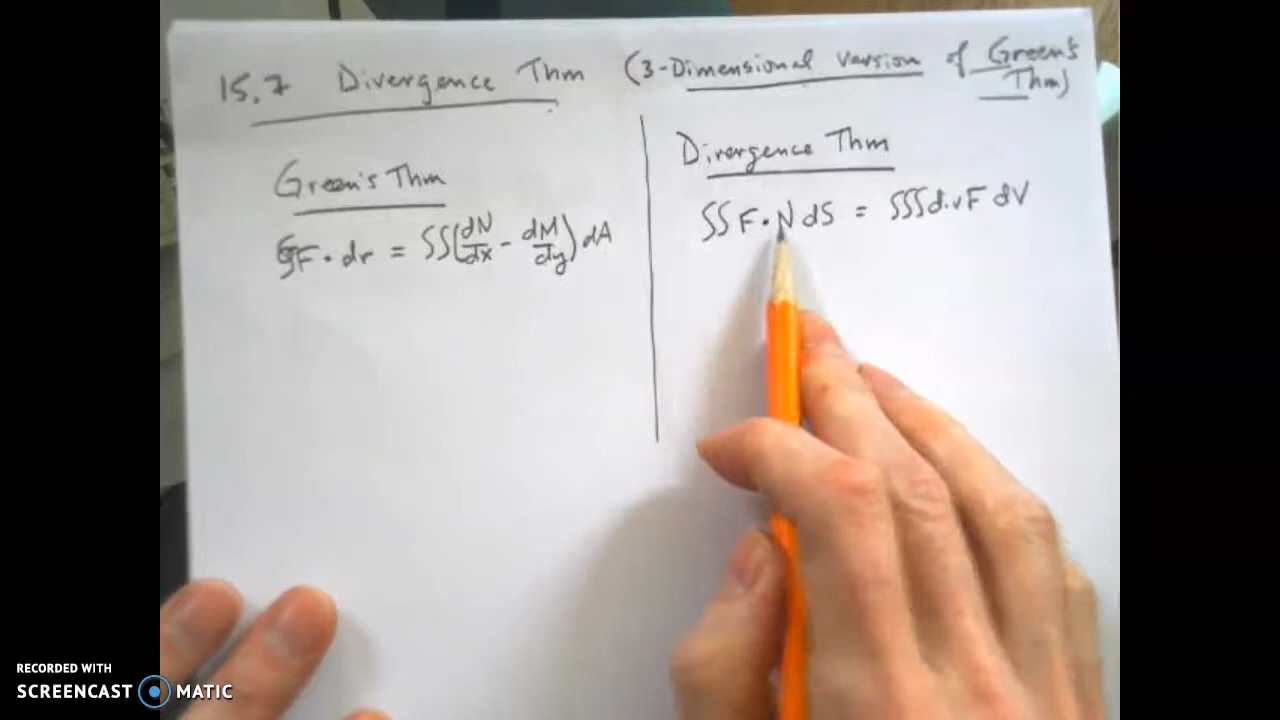 15.7 Divergence Thm (3-Dimensional version of Green's Thm)
Green's Thm
∮F · dr = ∫∫(dN/dx - dM/dy) dA
Divergence Thm
∫∫ F · N dS = ∫∫∫ div F dV
RECORDED WITH
SCREENCAST MATIC